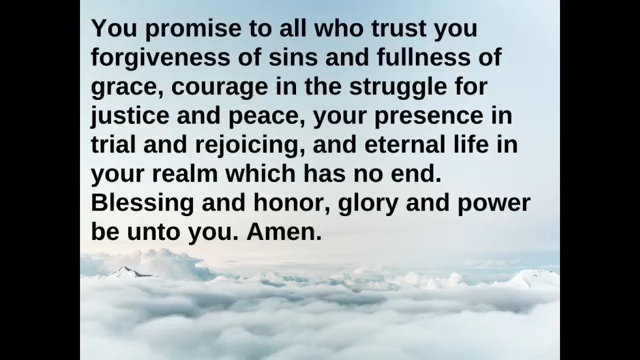 You promise to all who trust you
forgiveness of sins and fullness of
grace, courage in the struggle for
justice and peace, your presence in
trial and rejoicing, and eternal life in
your realm which has no end.
Blessing and honor, glory and power
be unto you. Amen.